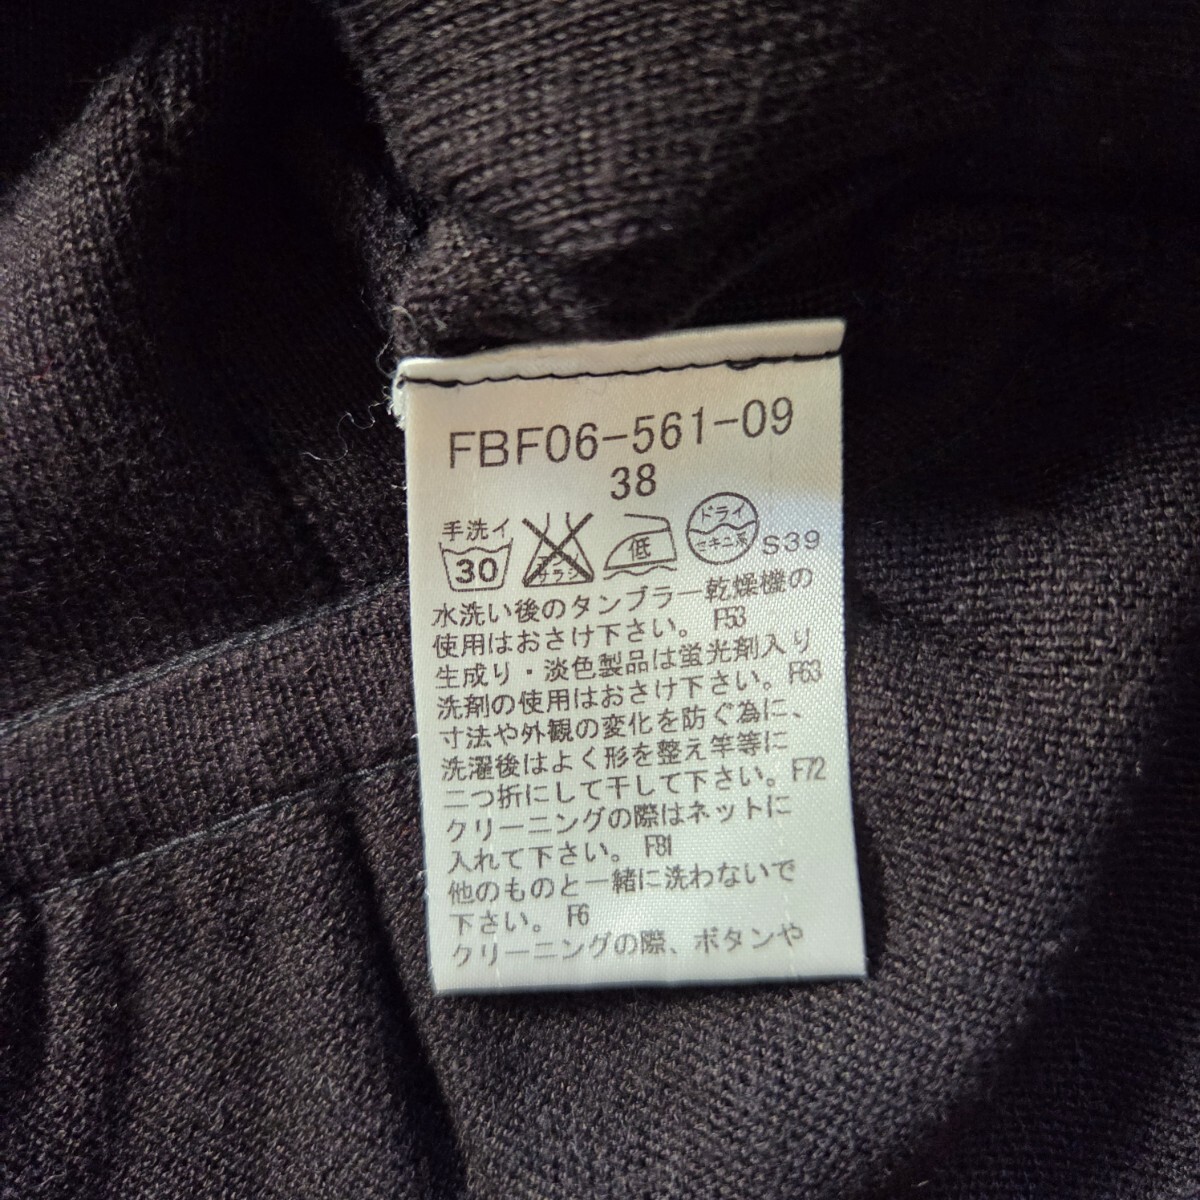 FBF06-561-09
38
手洗イ
30
エンソ
サラシ
低
ドライ
セキユ系
S39
水洗い後のタンブラー乾燥機の
使用はおさけ下さい。 F53
生成り・淡色製品は蛍光剤入り
洗剤の使用はおさけ下さい。F63
寸法や外観の変化を防ぐ為に、
洗濯後はよく形を整え竿等に
二つ折にして干して下さい。F72
クリーニングの際はネットに
入れて下さい。 F81
他のものと一緒に洗わないで
下さい。 F6
クリーニングの際、ボタンや